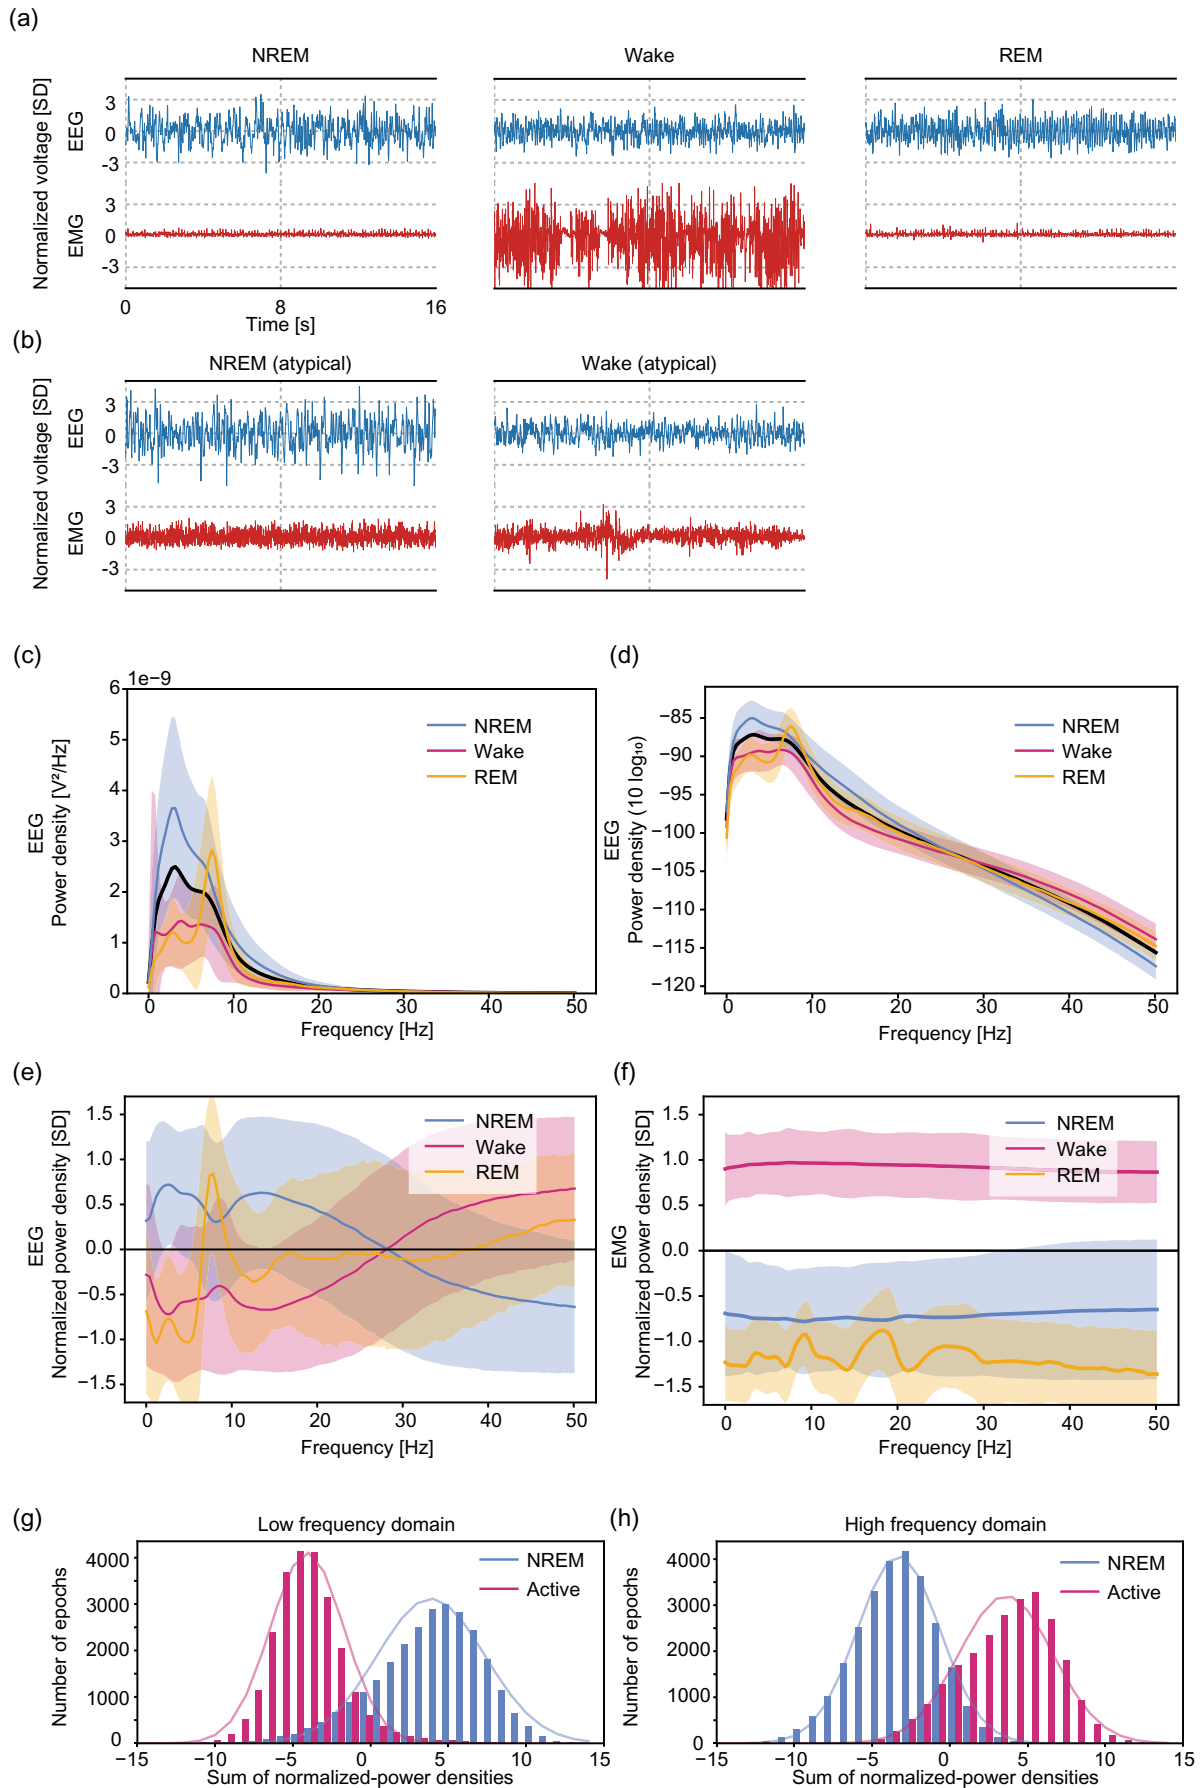 (a)
NREM
Wake
REM
Normalized voltage [SD]
EEG
3
0
-3
EMG
3
0
-3
0
8
16
Time [s]
(b)
NREM (atypical)
Wake (atypical)
Normalized voltage [SD]
EEG
3
0
-3
EMG
3
0
-3
(c)
1e−9
6
5
4
3
2
1
0
EEG
Power density [V²/Hz]
NREM
Wake
REM
0
10
20
30
40
50
Frequency [Hz]
(d)
−85
−90
−95
−100
−105
−110
−115
−120
EEG
Power density (10 log₁₀)
NREM
Wake
REM
0
10
20
30
40
50
Frequency [Hz]
(e)
1.5
1.0
0.5
0.0
−0.5
−1.0
−1.5
EEG
Normalized power density [SD]
NREM
Wake
REM
0
10
20
30
40
50
Frequency [Hz]
(f)
1.5
1.0
0.5
0.0
−0.5
−1.0
−1.5
EMG
Normalized power density [SD]
NREM
Wake
REM
0
10
20
30
40
50
Frequency [Hz]
(g)
Low frequency domain
4000
3000
2000
1000
0
Number of epochs
NREM
Active
−15
−10
−5
0
5
10
15
Sum of normalized-power densities
(h)
High frequency domain
4000
3000
2000
1000
0
Number of epochs
NREM
Active
−15
−10
−5
0
5
10
15
Sum of normalized-power densities